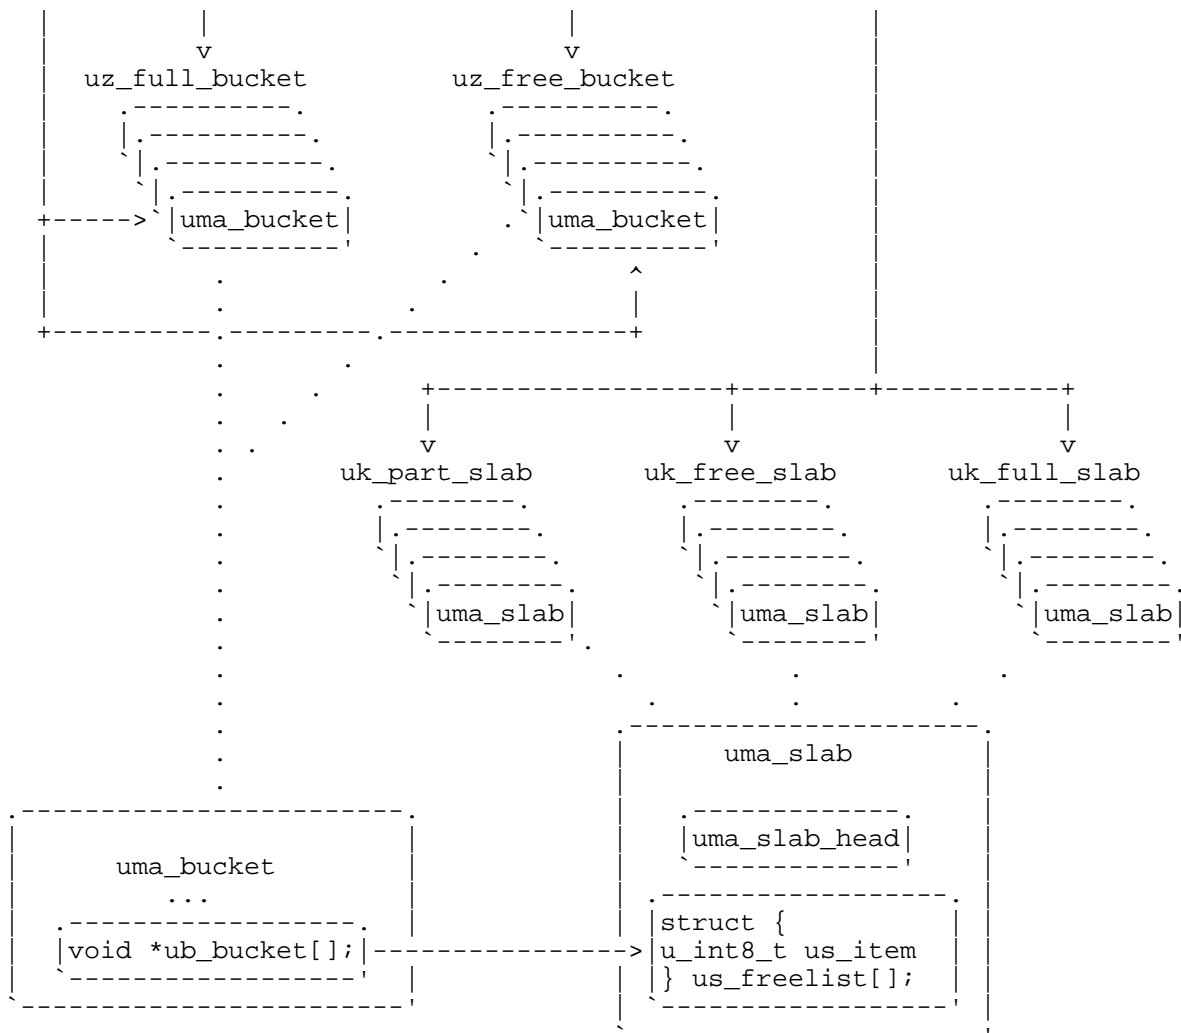 uz_full_bucket uz_free_bucket
uma_bucket uma_bucket
uk_part_slab uk_free_slab uk_full_slab
uma_slab uma_slab uma_slab
uma_slab
uma_slab_head
uma_bucket
...
struct {
void *ub_bucket[]; u_int8_t us_item
} us_freelist[];